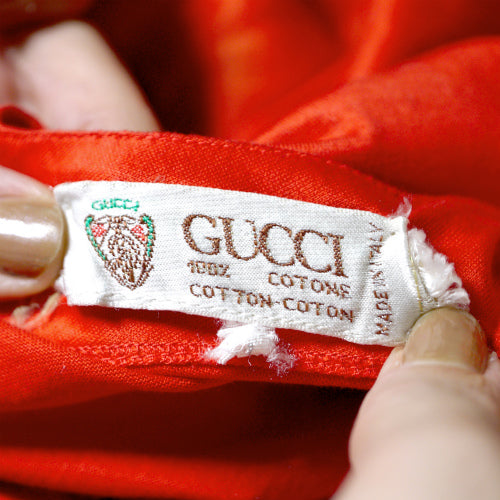 GUCCI
GUCCI
100% COTONE
COTTON-COTON
MADE IN ITALY